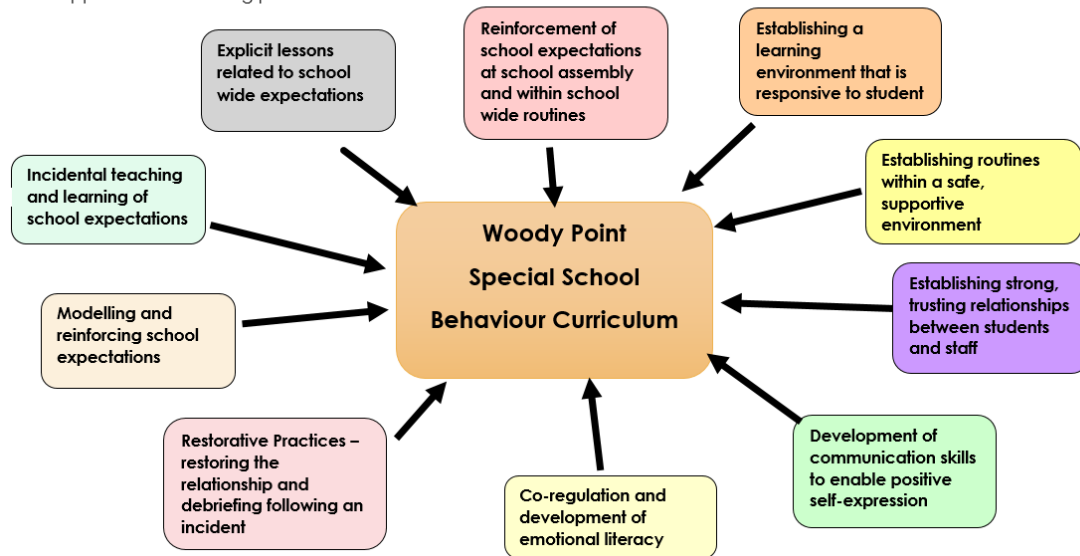 Explicit lessons
related to school
wide expectations
Reinforcement of
school expectations
at school assembly
and within school
wide routines
Establishing a
learning
environment that is
responsive to student
Incidental teaching
and learning of
school expectations
Establishing routines
within a safe,
supportive
environment
Woody Point
Special School
Behaviour Curriculum
Modelling and
reinforcing school
expectations
Establishing strong,
trusting relationships
between students
and staff
Restorative Practices –
restoring the
relationship and
debriefing following an
incident
Co-regulation and
development of
emotional literacy
Development of
communication skills
to enable positive
self-expression